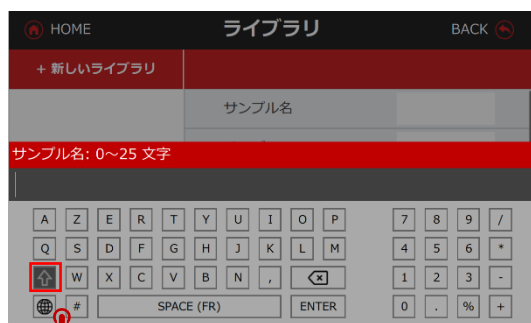 HOME ライブラリ BACK
+ 新しいライブラリ
サンプル名
サンプル名: 0～25 文字
A Z E R T Y U I O P 7 8 9 /
Q S D F G H J K L M 4 5 6 *
W X C V B N , 1 2 3 -
# SPACE (FR) ENTER 0 . % +